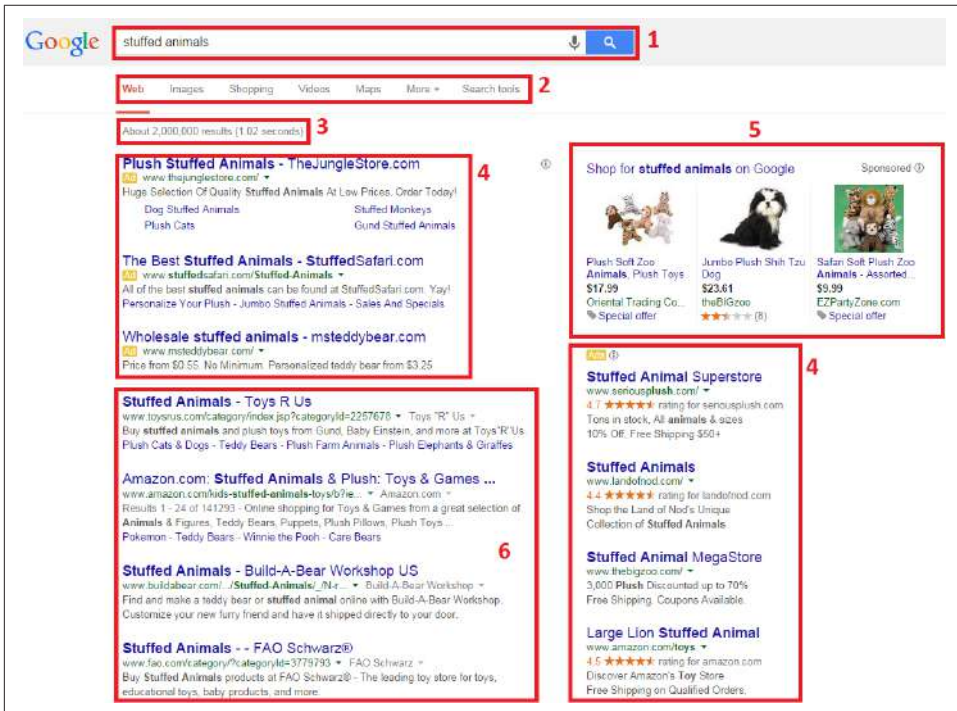 Google
stuffed animals
1
Web Images Shopping Videos Maps More Search tools
2
About 2,000,000 results (1.02 seconds)
3
Plush Stuffed Animals - TheJungleStore.com
4
Ad www.thejunglestore.com/
Huge Selection Of Quality Stuffed Animals At Low Prices. Order Today!
Dog Stuffed Animals Stuffed Monkeys
Plush Cats Gund Stuffed Animals
The Best Stuffed Animals - StuffedSafari.com
Ad www.stuffedsafari.com/Stuffed-Animals
All of the best stuffed animals can be found at StuffedSafari.com. Yay!
Personalize Your Plush - Jumbo Stuffed Animals - Sales And Specials
Wholesale stuffed animals - msteddybear.com
Ad www.msteddybear.com/
Price from $0.55. No Minimum. Personalized teddy bear from $3.25
Stuffed Animals - Toys R Us
www.toysrus.com/category/index.jsp?categoryId=2257678 Toys "R" Us
Buy stuffed animals and plush toys from Gund, Baby Einstein, and more at Toys"R"Us.
Plush Cats & Dogs - Teddy Bears - Plush Farm Animals - Plush Elephants & Giraffes
Amazon.com: Stuffed Animals & Plush: Toys & Games ...
www.amazon.com/kids-stuffed-animals-toys/b?ie... Amazon.com
Results 1 - 24 of 141293 - Online shopping for Toys & Games from a great selection of
Animals & Figures, Teddy Bears, Puppets, Plush Pillows, Plush Toys ...
Pokemon - Teddy Bears - Winnie the Pooh - Care Bears
6
Stuffed Animals - Build-A-Bear Workshop US
www.buildabear.com/.../Stuffed-Animals/_/N-r... Build-A-Bear Workshop
Find and make a teddy bear or stuffed animal online with Build-A-Bear Workshop.
Customize your new furry friend and have it shipped directly to your door.
Stuffed Animals - - FAO Schwarz®
www.fao.com/category/?categoryId=3779793 FAO Schwarz
Buy Stuffed Animals products at FAO Schwarz® - The leading toy store for toys,
educational toys, baby products, and more.
5
Shop for stuffed animals on Google Sponsored
Plush Soft Zoo
Animals, Plush Toys...
$17.99
Oriental Trading Co...
Special offer
Jumbo Plush Shih Tzu
Dog
$23.61
theBIGzoo
(8)
Safari Soft Plush Zoo
Animals - Assorted...
$9.99
EZPartyZone.com
Special offer
Ads
4
Stuffed Animal Superstore
www.seriousplush.com/
4.7 rating for seriousplush.com
Tons in stock, All animals & sizes
10% Off, Free Shipping $50+
Stuffed Animals
www.landofnod.com/
4.4 rating for landofnod.com
Shop the Land of Nod's Unique
Collection of Stuffed Animals
Stuffed Animal MegaStore
www.thebigzoo.com/
3,000 Plush Discounted up to 70%
Free Shipping. Coupons Available.
Large Lion Stuffed Animal
www.amazon.com/toys
4.5 rating for amazon.com
Discover Amazon's Toy Store
Free Shipping on Qualified Orders.